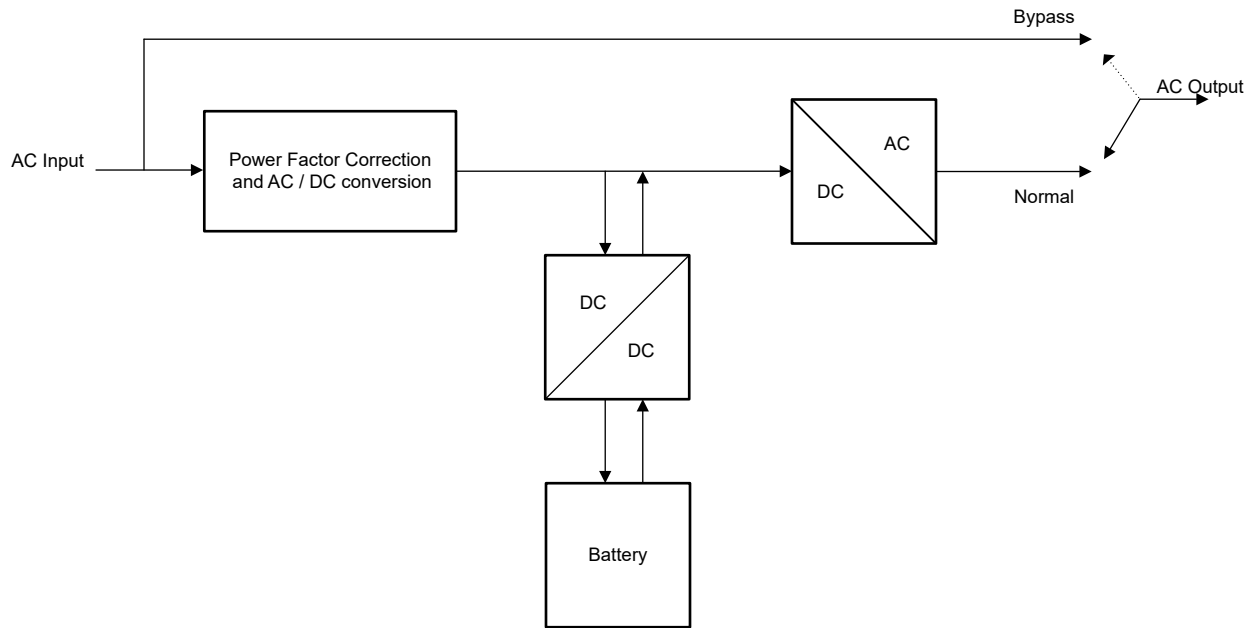 Bypass
AC Output
AC Input
Power Factor Correction
and AC / DC conversion
AC
DC
Normal
DC
DC
Battery